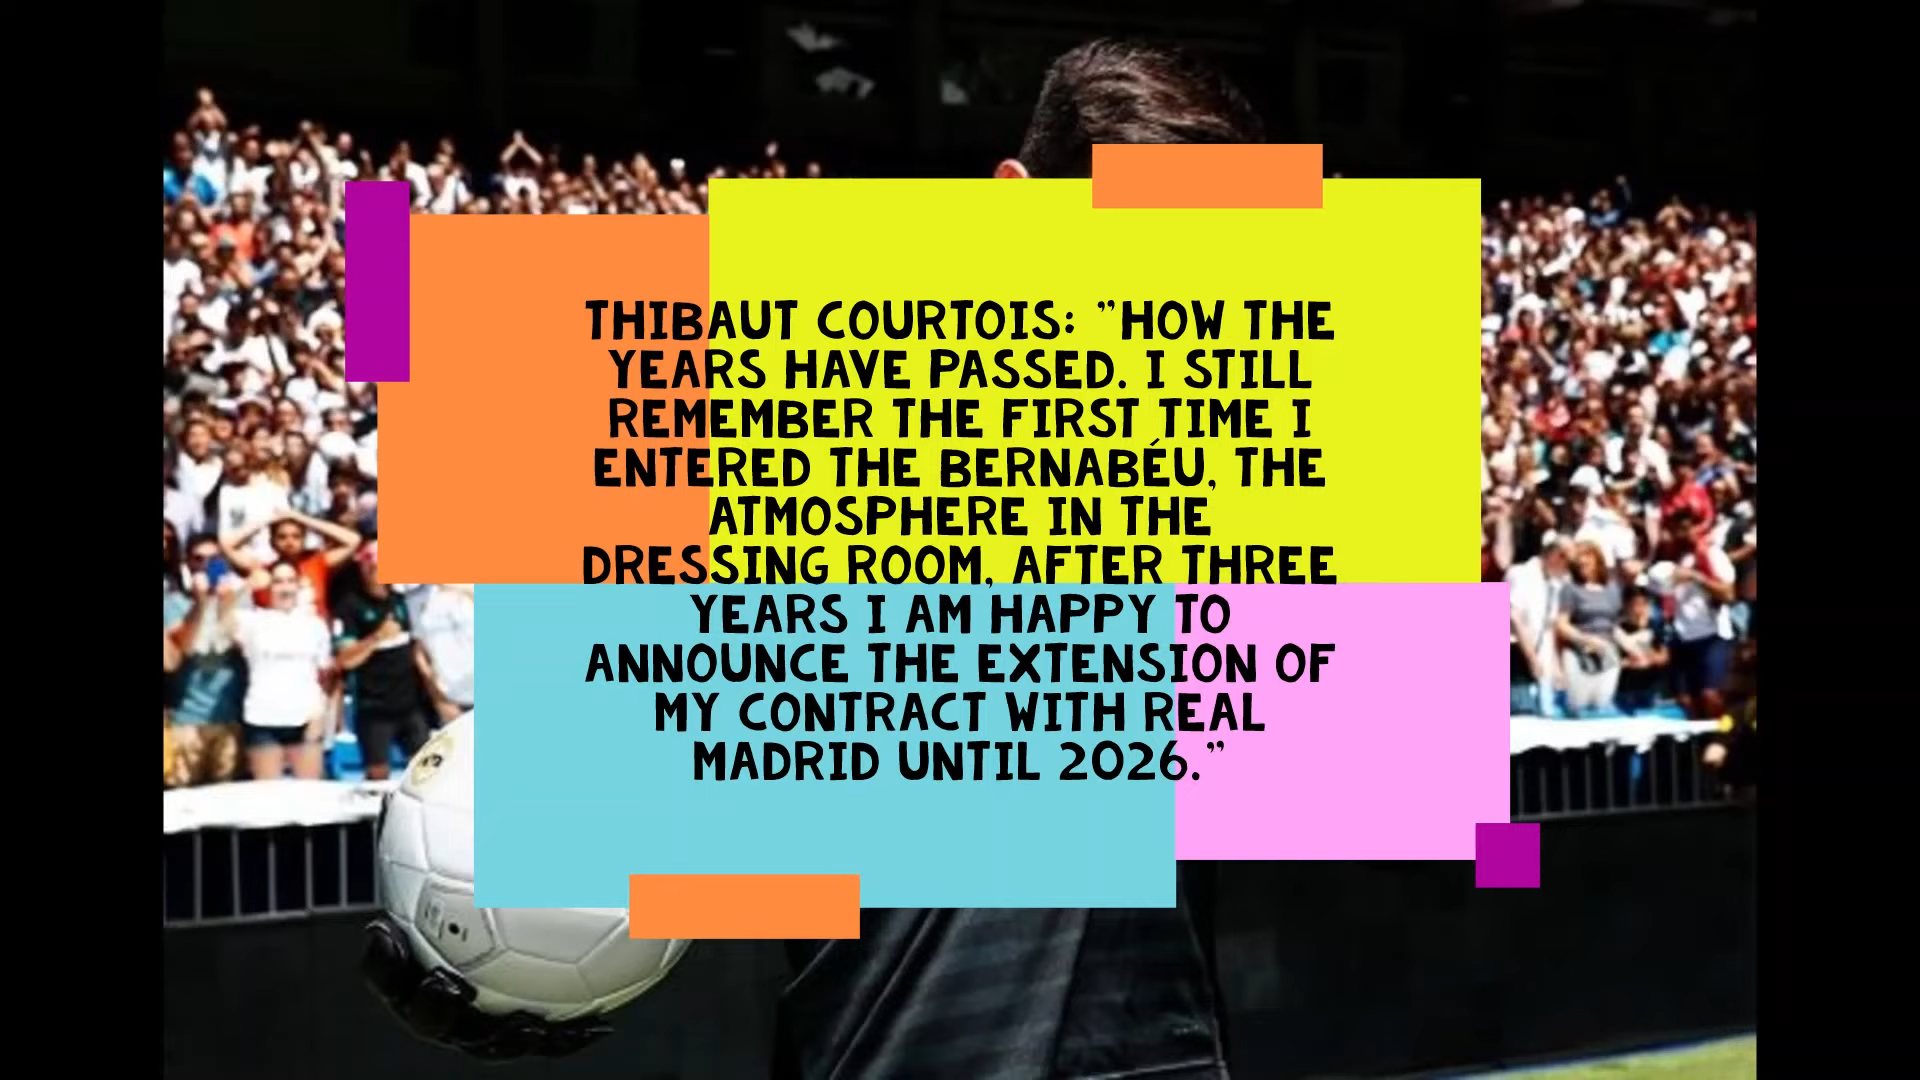 THIBAUT COURTOIS: "HOW THE
YEARS HAVE PASSED. I STILL
REMEMBER THE FIRST TIME I
ENTERED THE BERNABÉU, THE
ATMOSPHERE IN THE
DRESSING ROOM, AFTER THREE
YEARS I AM HAPPY TO
ANNOUNCE THE EXTENSION OF
MY CONTRACT WITH REAL
MADRID UNTIL 2026."